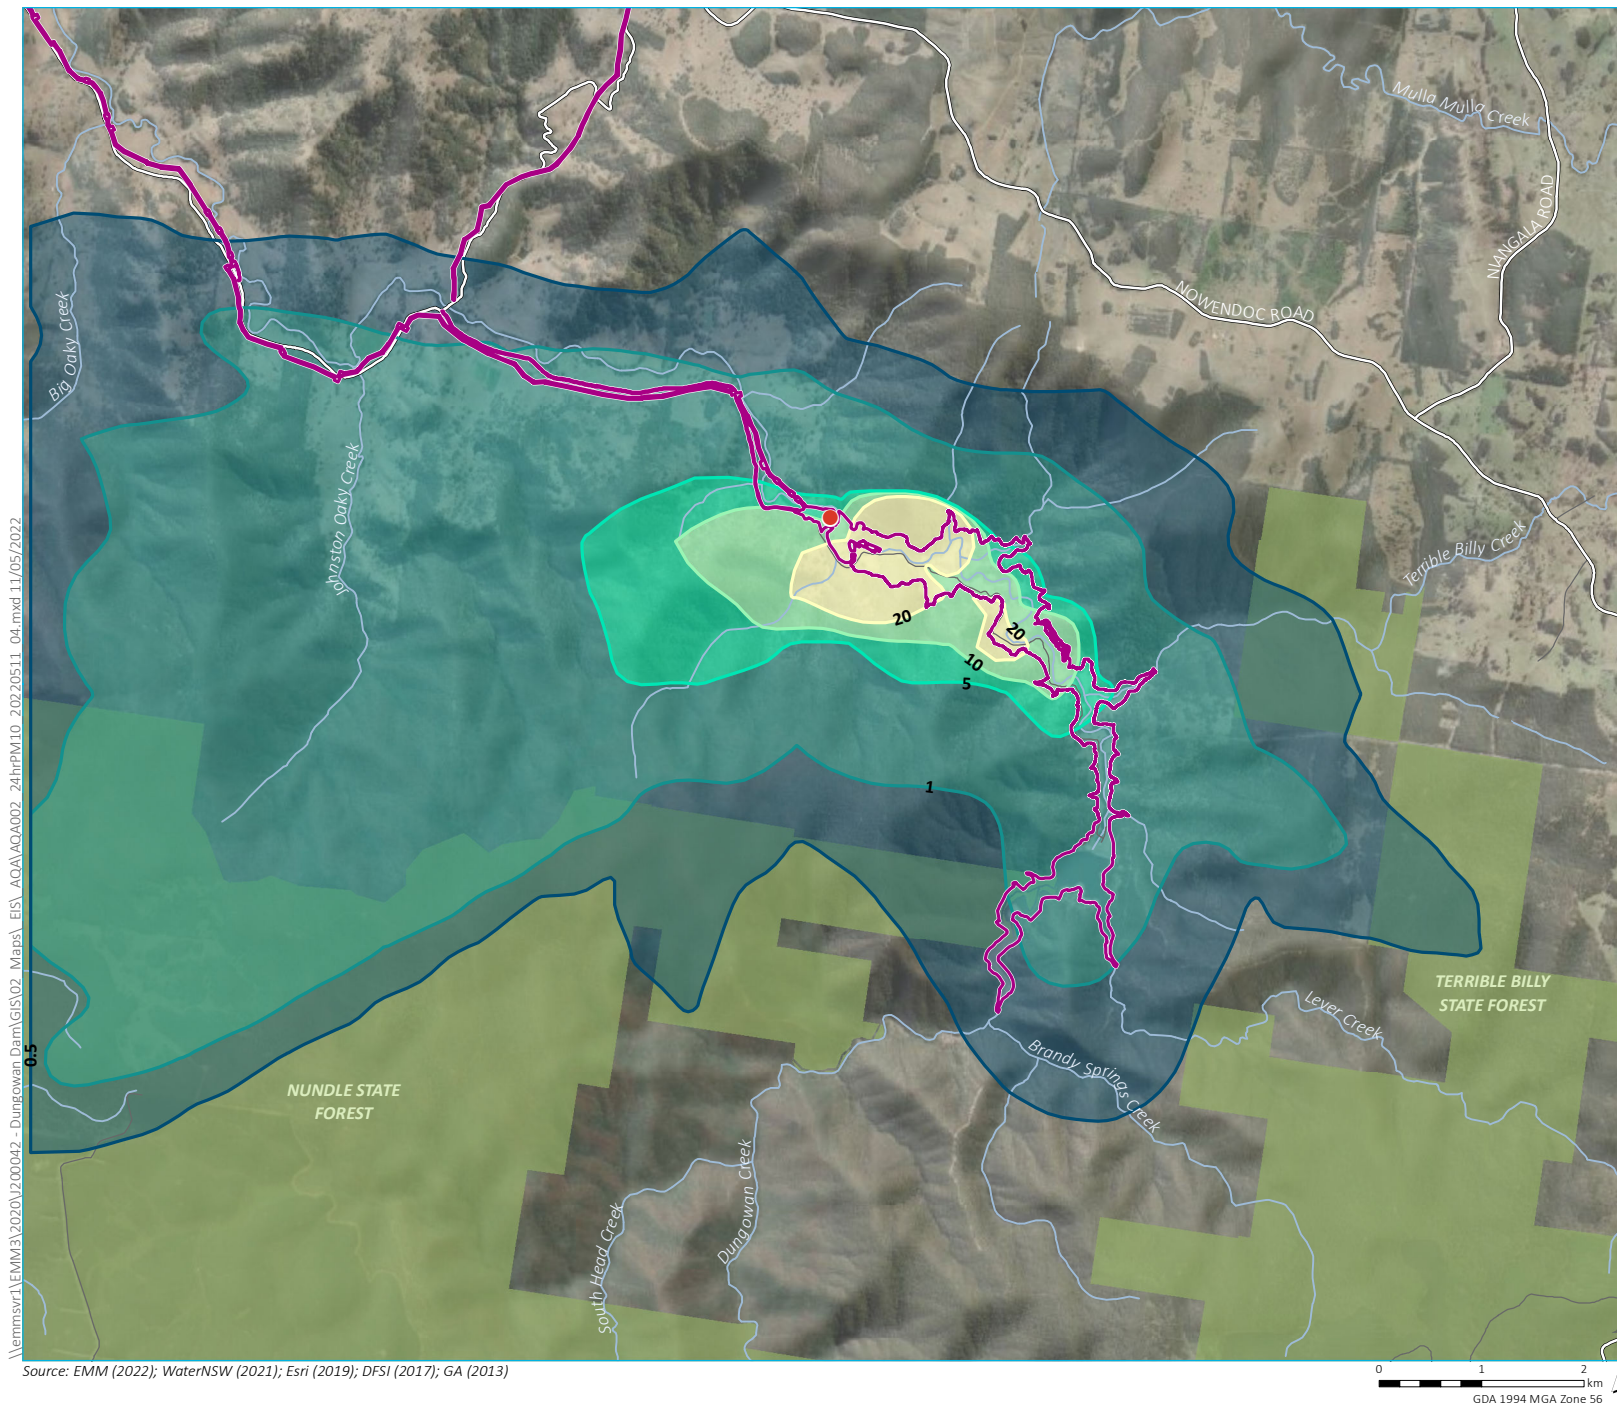 Mulla Mulla Creek
NIANGALA ROAD
NOWENDOC ROAD
Big Oaky Creek
Johnston Oaky Creek
Terrible Billy Creek
20
20
10
5
1
0.5
TERRIBLE BILLY
STATE FOREST
Lever Creek
Brandy Springs Creek
NUNDLE STATE
FOREST
Dungowan Creek
South Head Creek
\\emmsvr1\EMM3\2020\J200042 - Dungowan Dam\GIS\02_Maps\_EIS\_AQA\AQA002_24hrPM10_20220511_04.mxd 11/05/2022
Source: EMM (2022); WaterNSW (2021); Esri (2019); DFSI (2017); GA (2013)
0 1 2
km
GDA 1994 MGA Zone 56